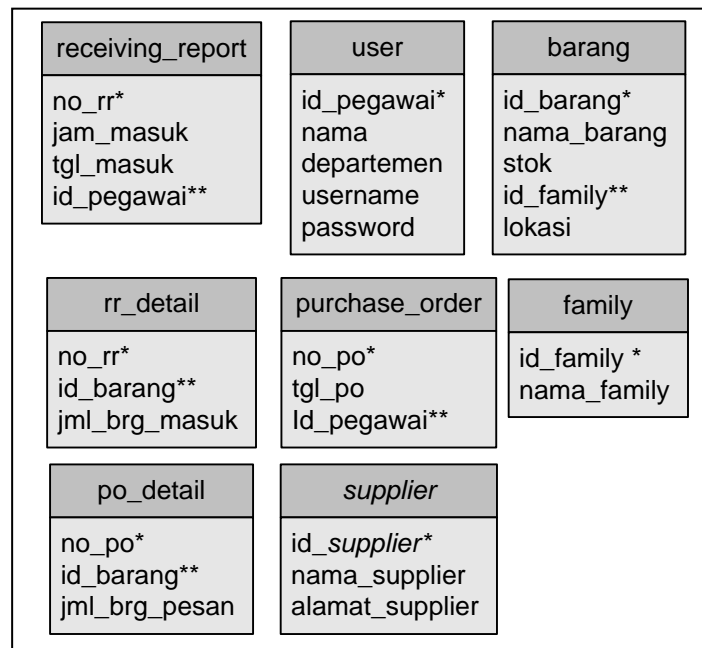 receiving_report
no_rr*
jam_masuk
tgl_masuk
id_pegawai**
user
id_pegawai*
nama
departemen
username
password
barang
id_barang*
nama_barang
stok
id_family**
lokasi
rr_detail
no_rr*
id_barang**
jml_brg_masuk
purchase_order
no_po*
tgl_po
Id_pegawai**
family
id_family *
nama_family
po_detail
no_po*
id_barang**
jml_brg_pesan
supplier
id_supplier*
nama_supplier
alamat_supplier